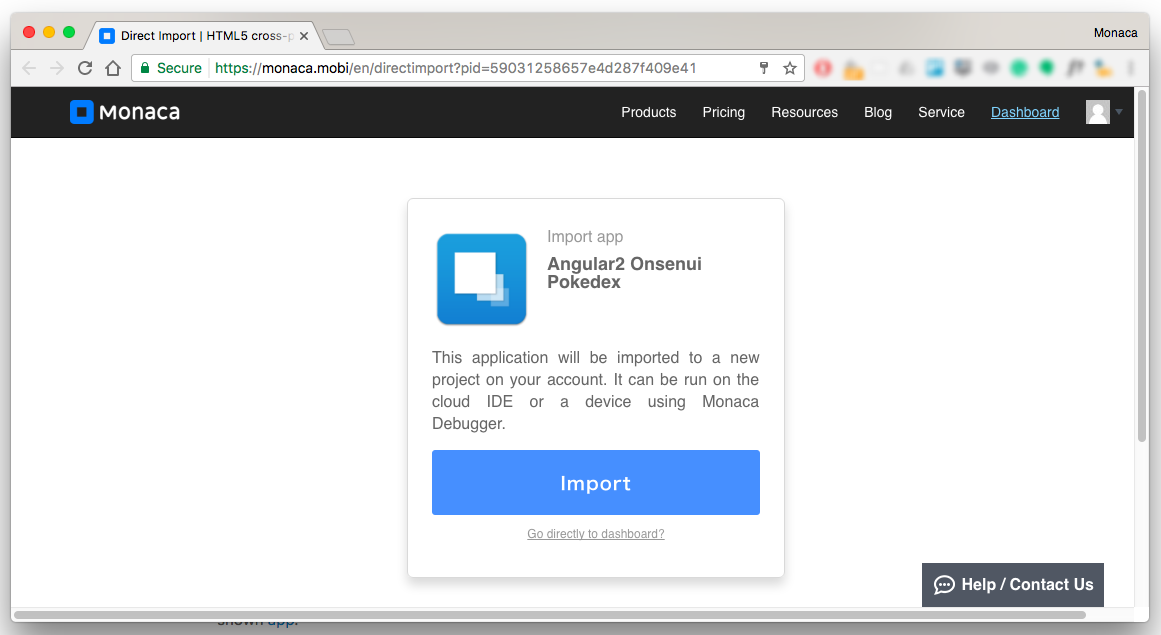 Direct Import | HTML5 cross-p
Monaca
Secure
https://monaca.mobi/en/directimport?pid=59031258657e4d287f409e41
Monaca
Products
Pricing
Resources
Blog
Service
Dashboard
Import app
Angular2 Onsenui
Pokedex
This application will be imported to a new
project on your account. It can be run on the
cloud IDE or a device using Monaca
Debugger.
Import
Go directly to dashboard?
Help / Contact Us
shown app.